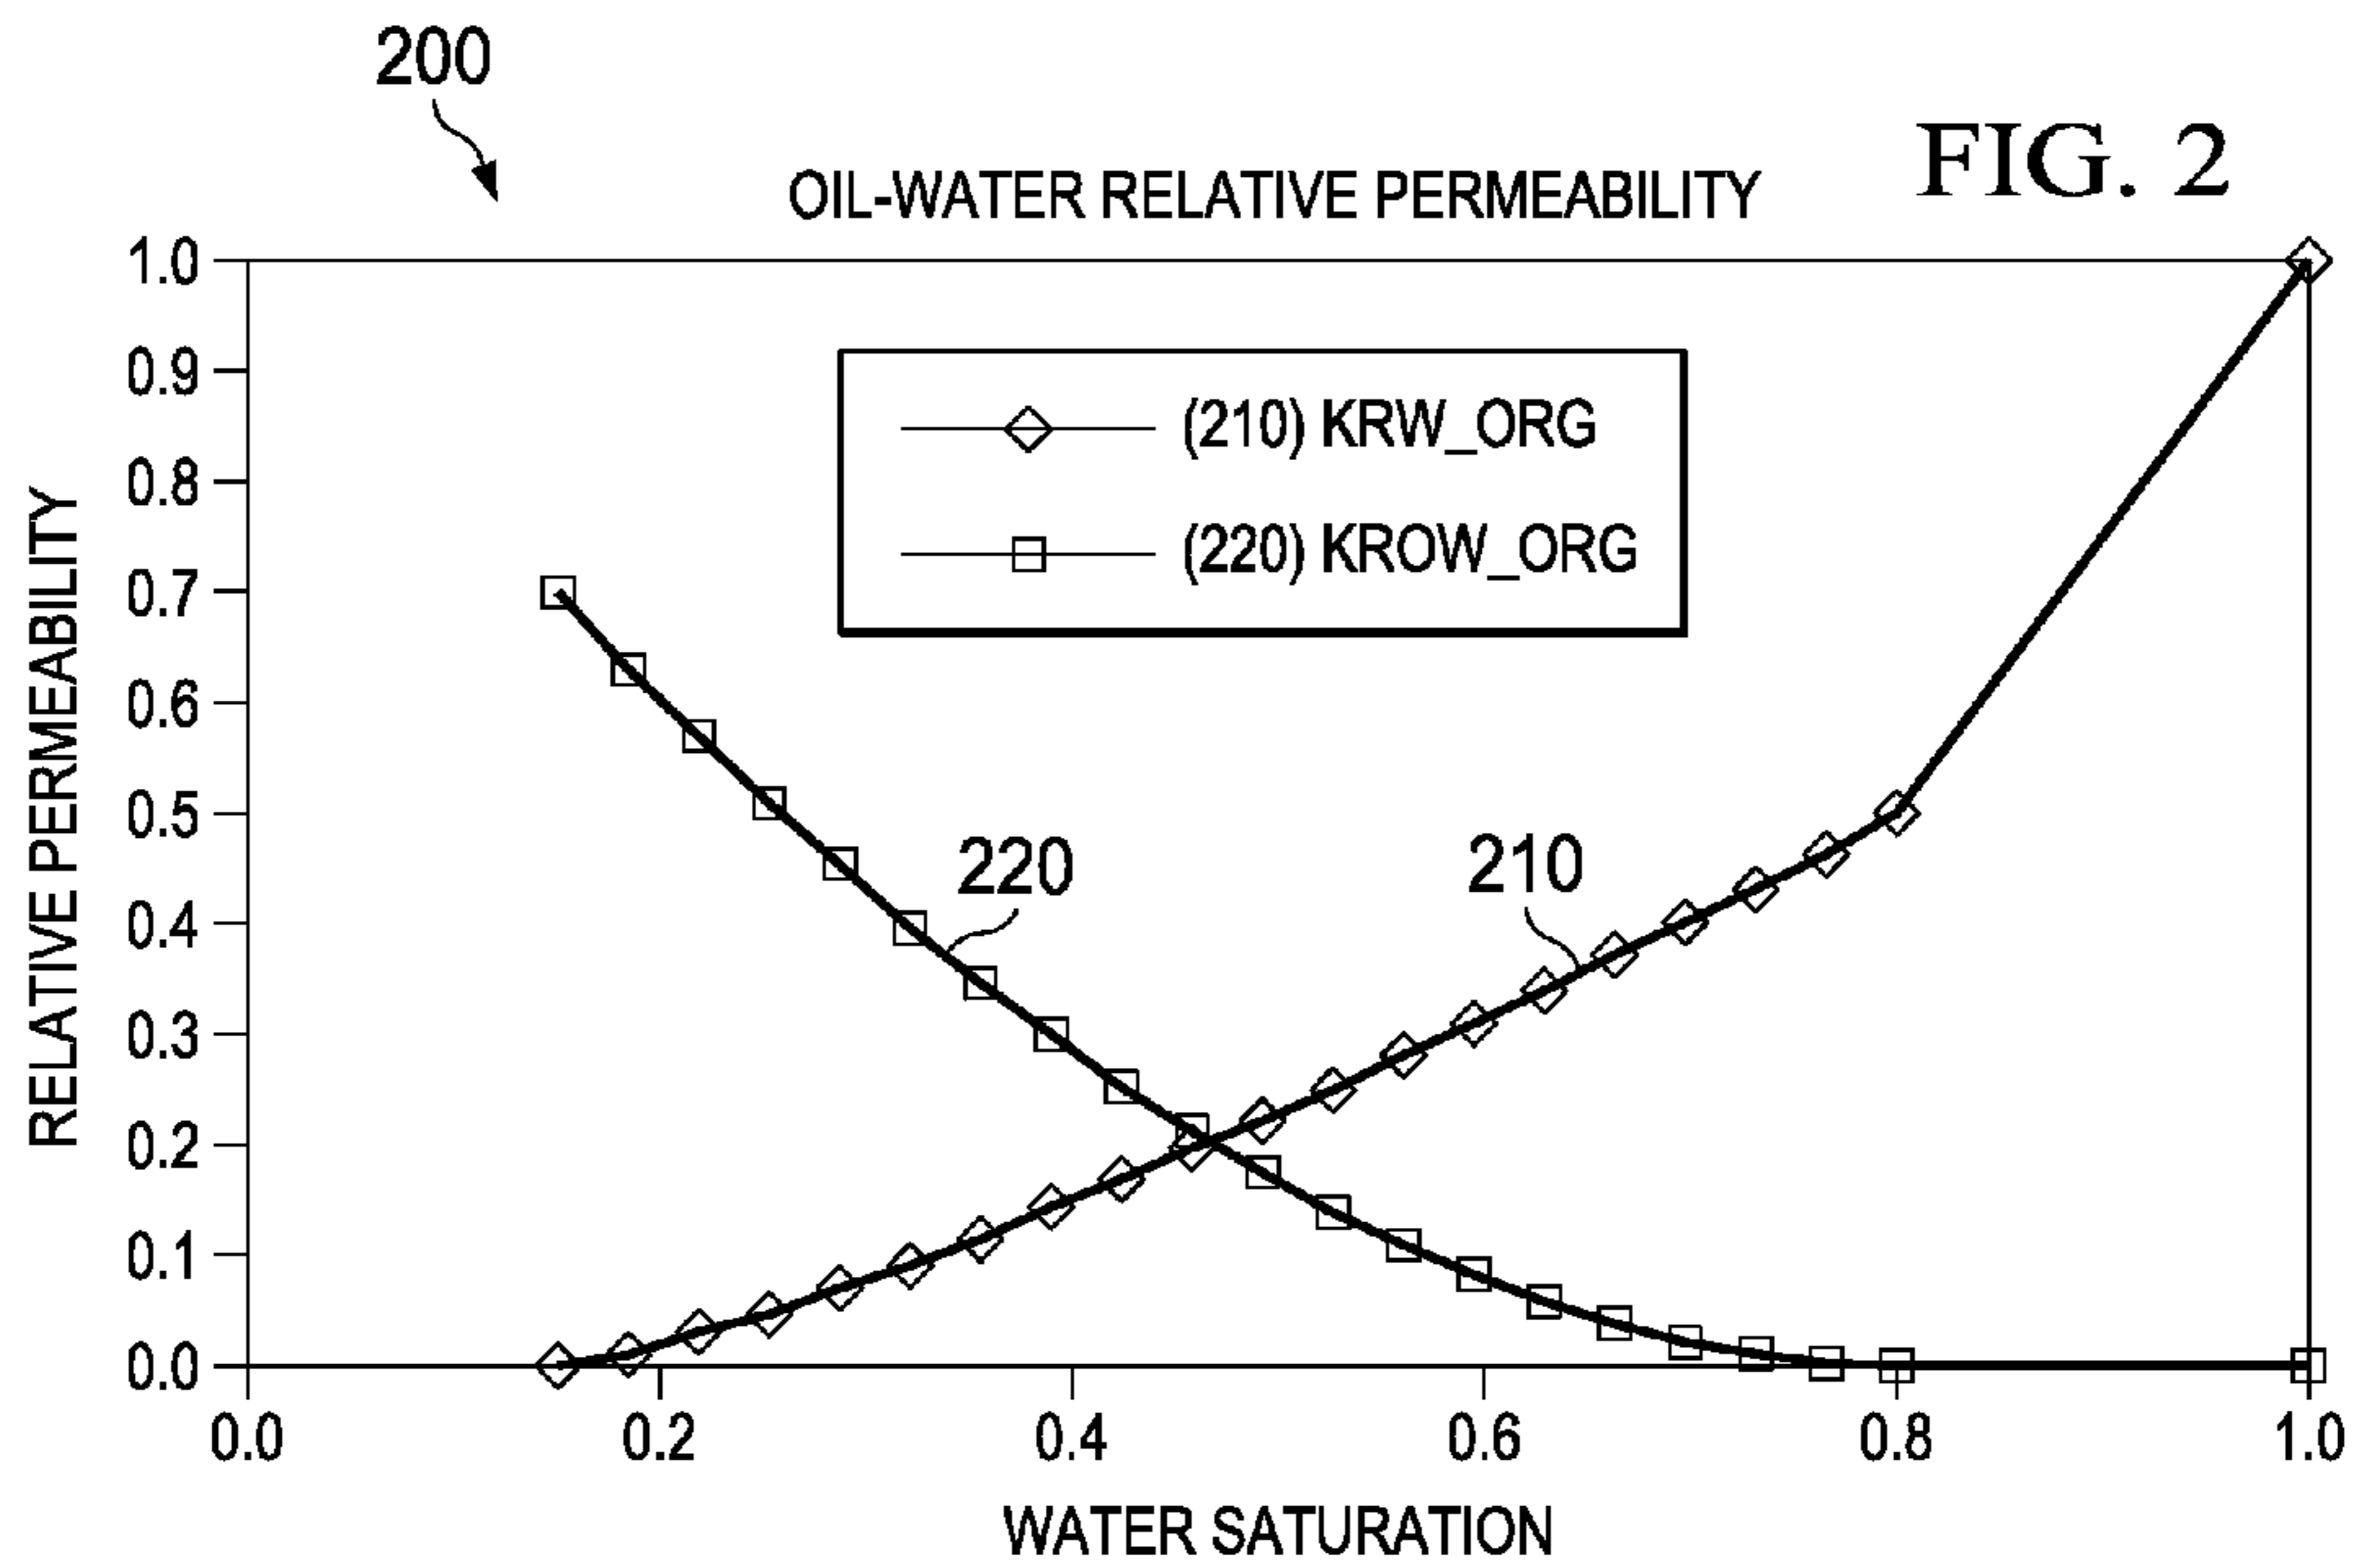 200
FIG. 2
OIL-WATER RELATIVE PERMEABILITY
1.0
0.9
0.8
0.7
0.6
0.5
0.4
0.3
0.2
0.1
0.0
RELATIVE PERMEABILITY
(210) KRW_ORG
(220) KROW_ORG
220
210
0.0 0.2 0.4 0.6 0.8 1.0
WATER SATURATION